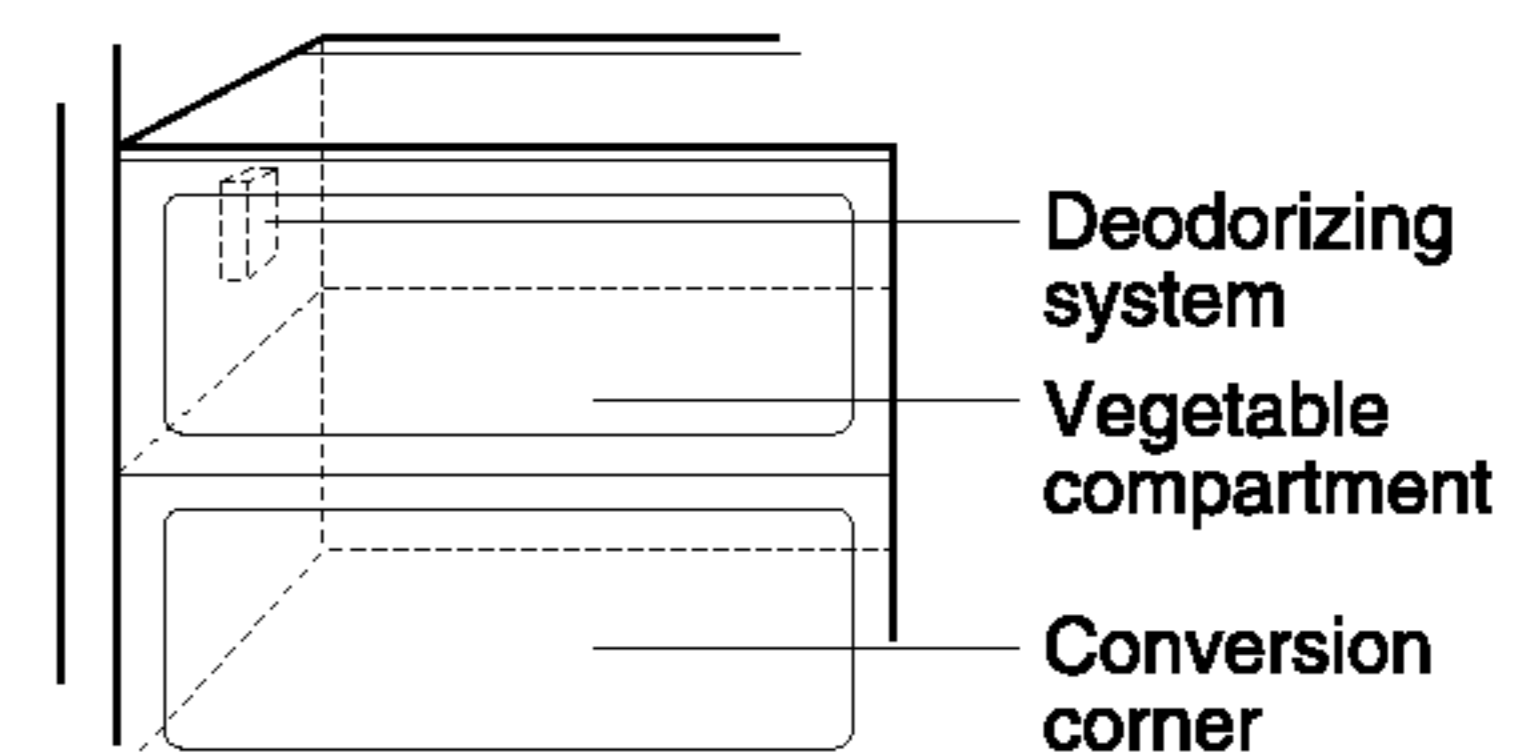 Deodorizing
system
Vegetable
compartment
Conversion
corner